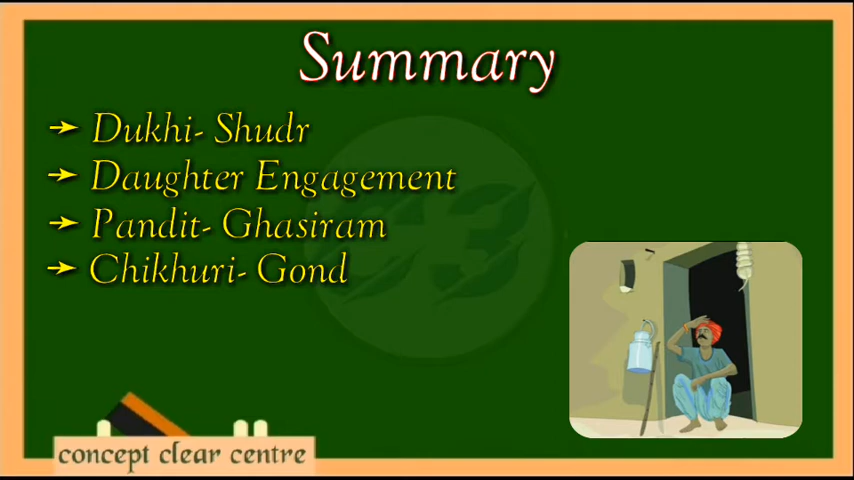 Summary
→ Dukhi- Shudr
→ Daughter Engagement
→ Pandit- Ghasiram
→ Chikhuri- Gond
concept clear centre